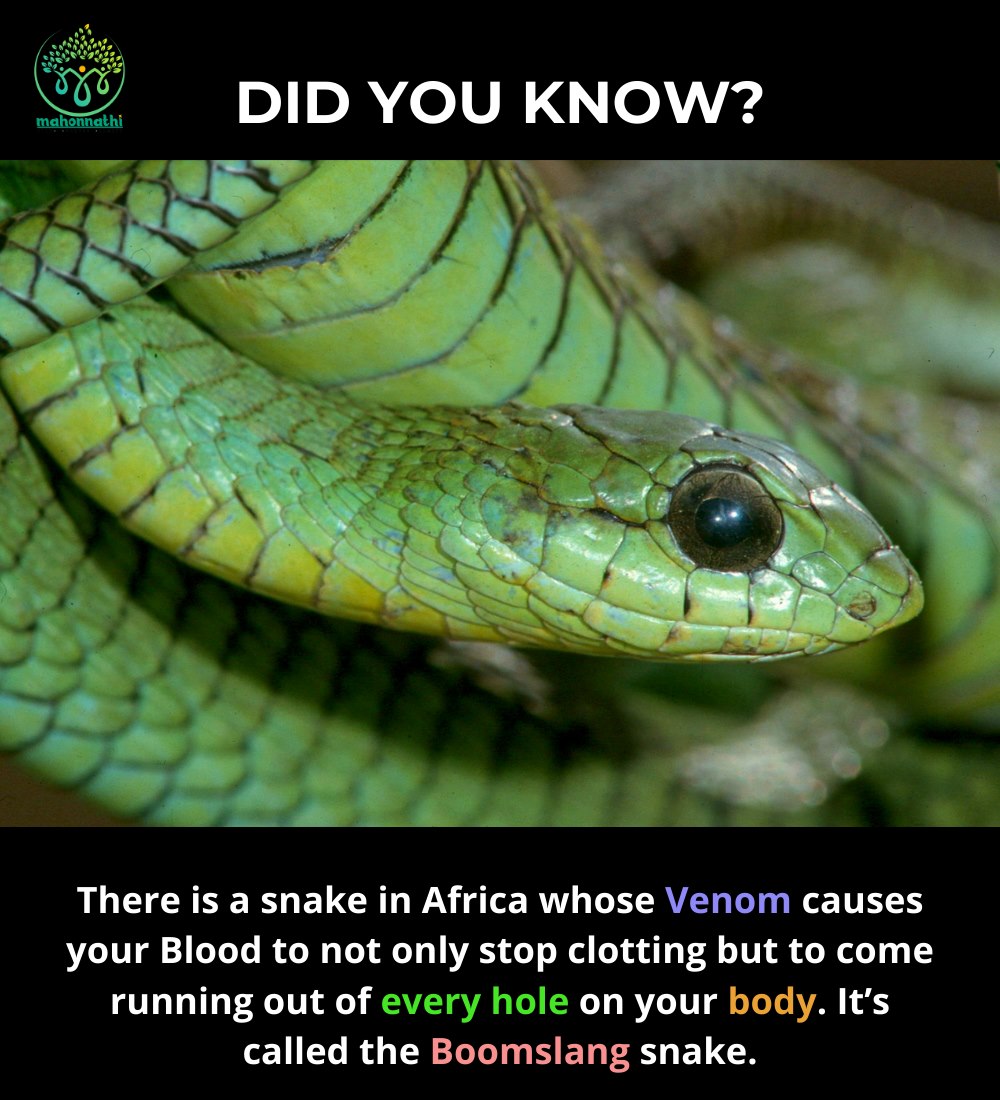 mahonnathi
DID YOU KNOW?
There is a snake in Africa whose Venom causes
your Blood to not only stop clotting but to come
running out of every hole on your body. It’s
called the Boomslang snake.